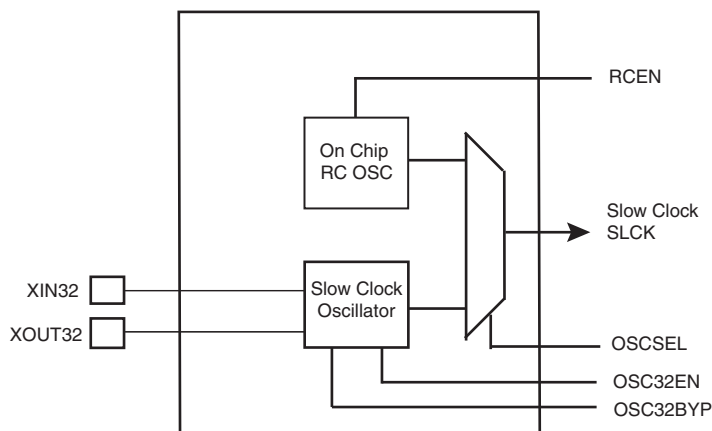 RCEN
On Chip
RC OSC
Slow Clock
SLCK
XIN32
Slow Clock
Oscillator
XOUT32
OSCSEL
OSC32EN
OSC32BYP